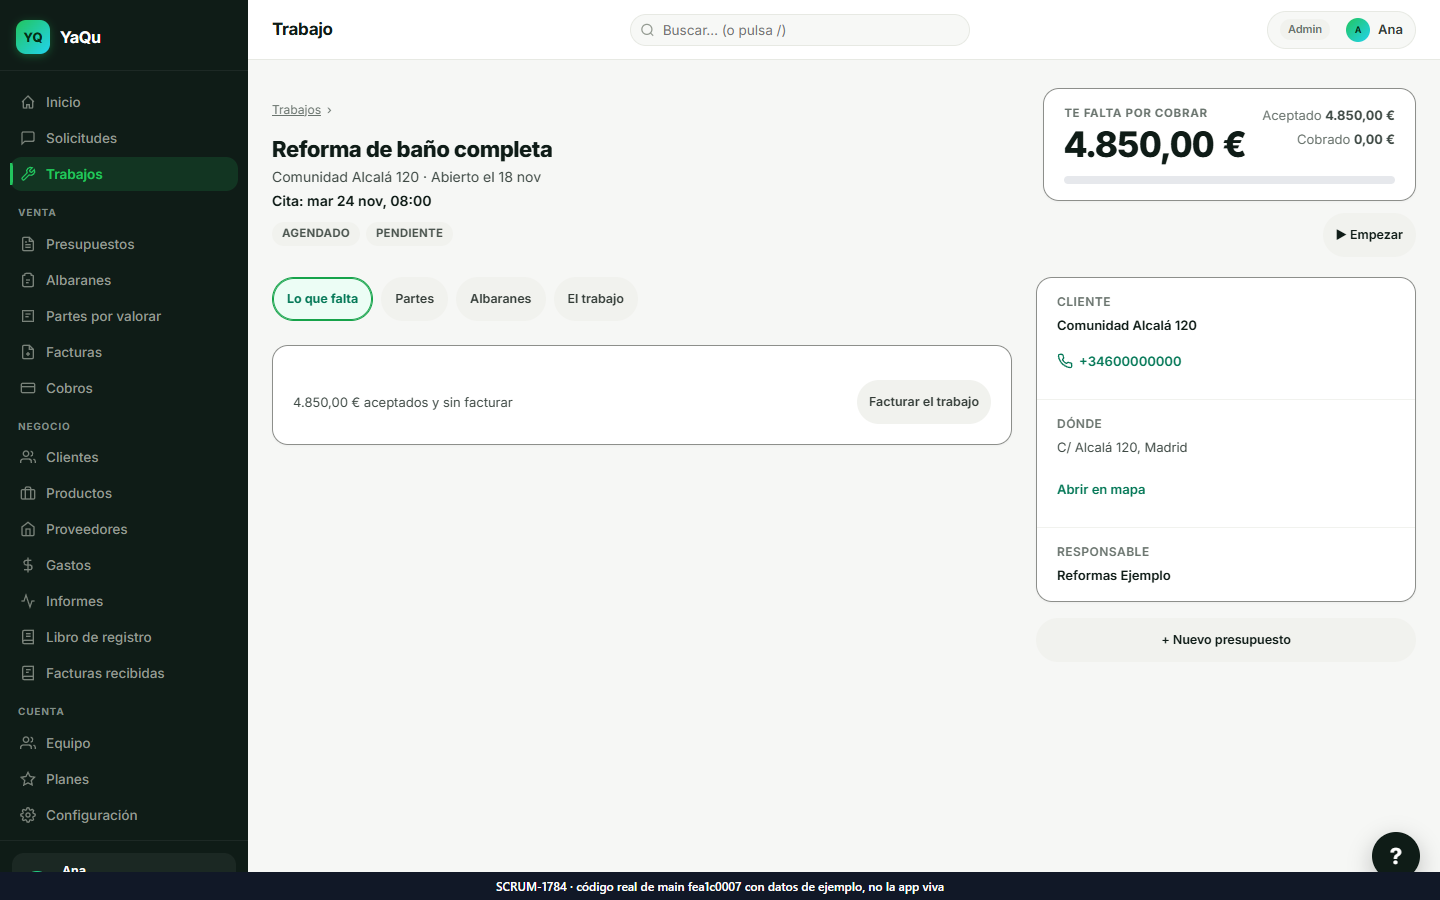 YQ YaQu
Inicio
Solicitudes
Trabajos
VENTA
Presupuestos
Albaranes
Partes por valorar
Facturas
Cobros
NEGOCIO
Clientes
Productos
Proveedores
Gastos
Informes
Libro de registro
Facturas recibidas
CUENTA
Equipo
Planes
Configuración
Ana
Trabajo
Buscar... (o pulsa /)
Admin A Ana
Trabajos ›
Reforma de baño completa
Comunidad Alcalá 120 · Abierto el 18 nov
Cita: mar 24 nov, 08:00
AGENDADO PENDIENTE
TE FALTA POR COBRAR
4.850,00 €
Aceptado 4.850,00 €
Cobrado 0,00 €
▶ Empezar
Lo que falta Partes Albaranes El trabajo
4.850,00 € aceptados y sin facturar
Facturar el trabajo
CLIENTE
Comunidad Alcalá 120
+34600000000
DÓNDE
C/ Alcalá 120, Madrid
Abrir en mapa
RESPONSABLE
Reformas Ejemplo
+ Nuevo presupuesto
?
SCRUM-1784 · código real de main fea1c0007 con datos de ejemplo, no la app viva